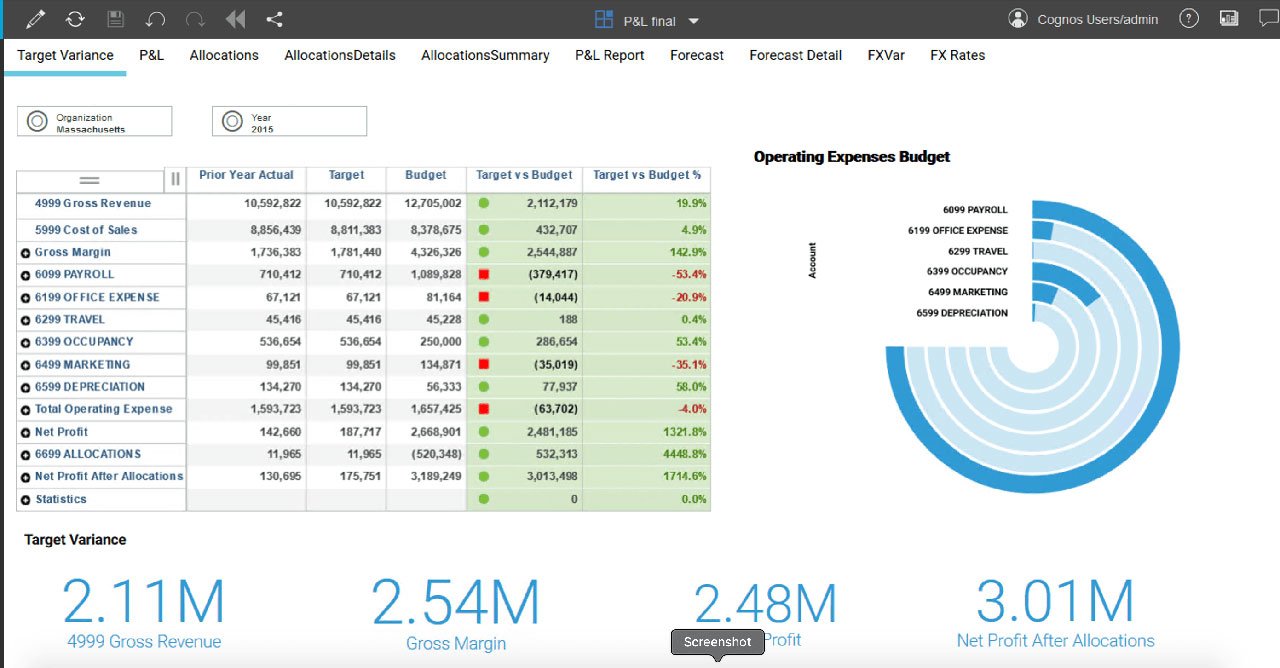 P&L final
Cognos Users/admin
?
Target Variance P&L Allocations AllocationsDetails AllocationsSummary P&L Report Forecast Forecast Detail FXVar FX Rates
Organization
Massachusetts
Year
2015
Prior Year Actual Target Budget Target vs Budget Target vs Budget %
4999 Gross Revenue 10,592,822 10,592,822 12,705,002 2,112,179 19.9%
5999 Cost of Sales 8,856,439 8,811,383 8,378,675 432,707 4.9%
Gross Margin 1,736,383 1,781,440 4,326,326 2,544,887 142.9%
6099 PAYROLL 710,412 710,412 1,089,828 (379,417) -53.4%
6199 OFFICE EXPENSE 67,121 67,121 81,164 (14,044) -20.9%
6299 TRAVEL 45,416 45,416 45,228 188 0.4%
6399 OCCUPANCY 536,654 536,654 250,000 286,654 53.4%
6499 MARKETING 99,851 99,851 134,871 (35,019) -35.1%
6599 DEPRECIATION 134,270 134,270 56,333 77,937 58.0%
Total Operating Expense 1,593,723 1,593,723 1,657,425 (63,702) -4.0%
Net Profit 142,660 187,717 2,668,901 2,481,185 1321.8%
6699 ALLOCATIONS 11,965 11,965 (520,348) 532,313 4448.8%
Net Profit After Allocations 130,695 175,751 3,189,249 3,013,498 1714.6%
Statistics 0 0.0%
Operating Expenses Budget
Account
6099 PAYROLL
6199 OFFICE EXPENSE
6299 TRAVEL
6399 OCCUPANCY
6499 MARKETING
6599 DEPRECIATION
Target Variance
2.11M
4999 Gross Revenue
2.54M
Gross Margin
2.48M
Profit
3.01M
Net Profit After Allocations
Screenshot